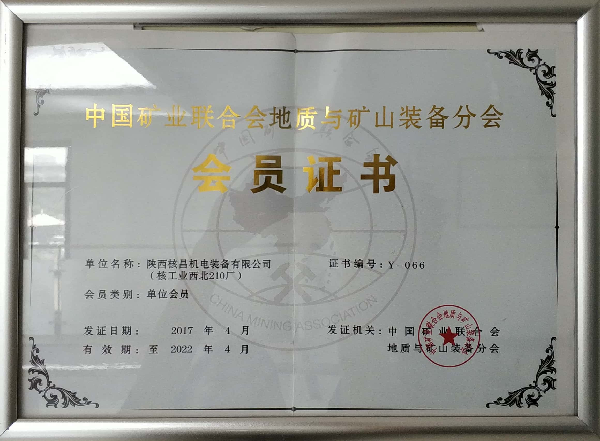 中国矿业联合会地质与矿山装备分会
会员证书
单位名称：陕西核昌机电装备有限公司
（核工业西北210厂）
证书编号：Y-066
会员类别：单位会员
发证日期： 2017 年 4 月
有 效 期：至 2022 年 4 月
发证机关：中国矿业联合会
地质与矿山装备分会
CHINA MINING ASSOCIATION